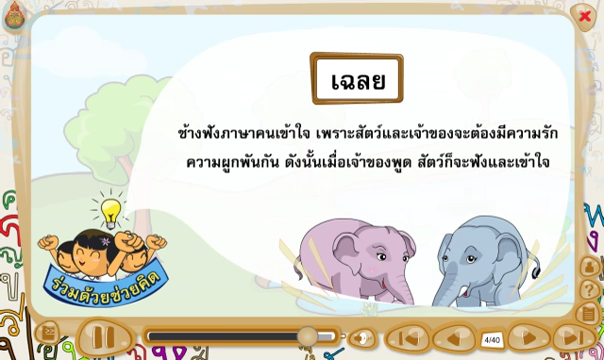 เฉลย
ช้างฟังภาษาคนเข้าใจ เพราะสัตว์และเจ้าของจะต้องมีความรัก
ความผูกพันกัน ดังนั้นเมื่อเจ้าของพูด สัตว์ก็จะฟังและเข้าใจ
ร่วมด้วยช่วยคิด
4/40